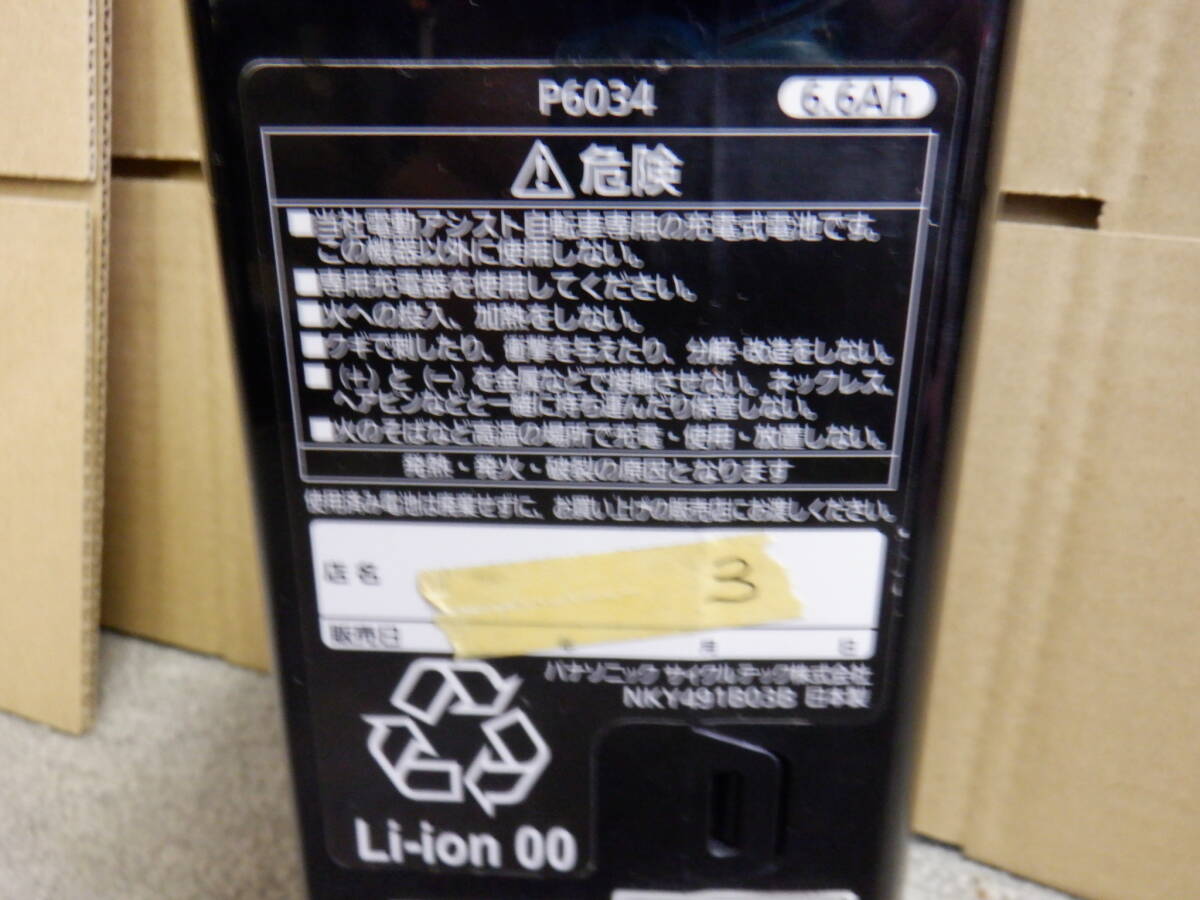 P6034
6.6Ah
危険
当社電動アシスト自転車専用の充電式電池です。
この機器以外に使用しない。
専用充電器を使用してください。
火への投入、加熱をしない。
クギで刺したり、衝撃を与えたり、分解・改造をしない。
(+)と(−)を金属などで接触させない。ネックレス、
ヘアピンなどと一緒に持ち運んだり保管しない。
火のそばなど高温の場所で充電・使用・放置しない。
発熱・発火・破裂の原因となります
使用済み電池は廃棄せずに、お買い上げの販売店にお渡しください。
店名
3
販売日 年 月 日
パナソニック サイクルテック株式会社
NKY491B03B 日本製
Li-ion 00